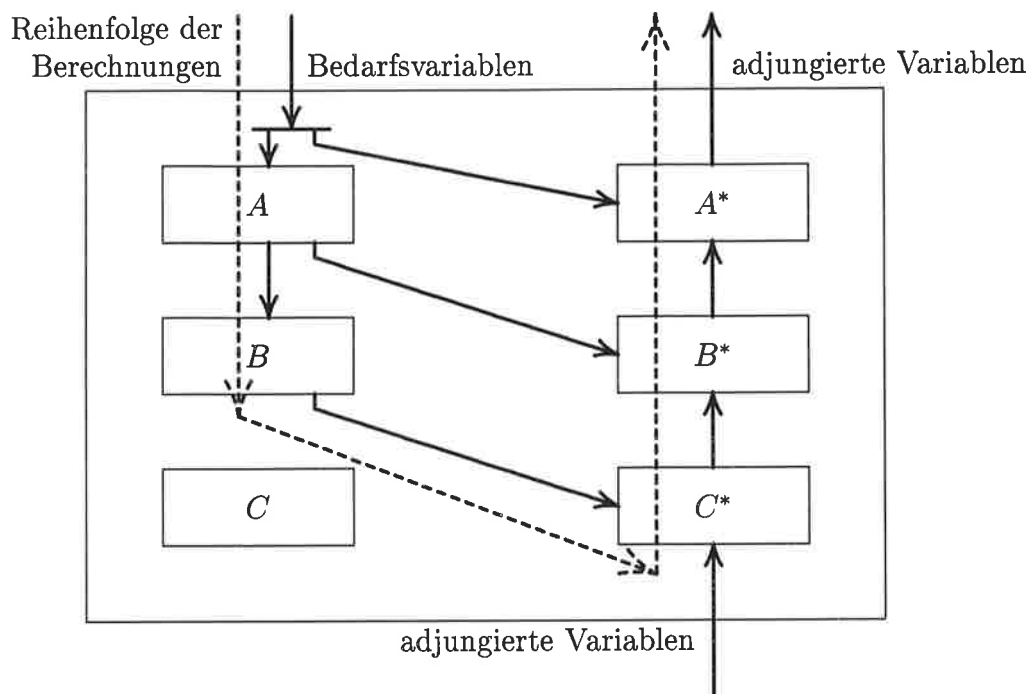 Reihenfolge der
Berechnungen
Bedarfsvariablen
adjungierte Variablen
A
A*
B
B*
C
C*
adjungierte Variablen